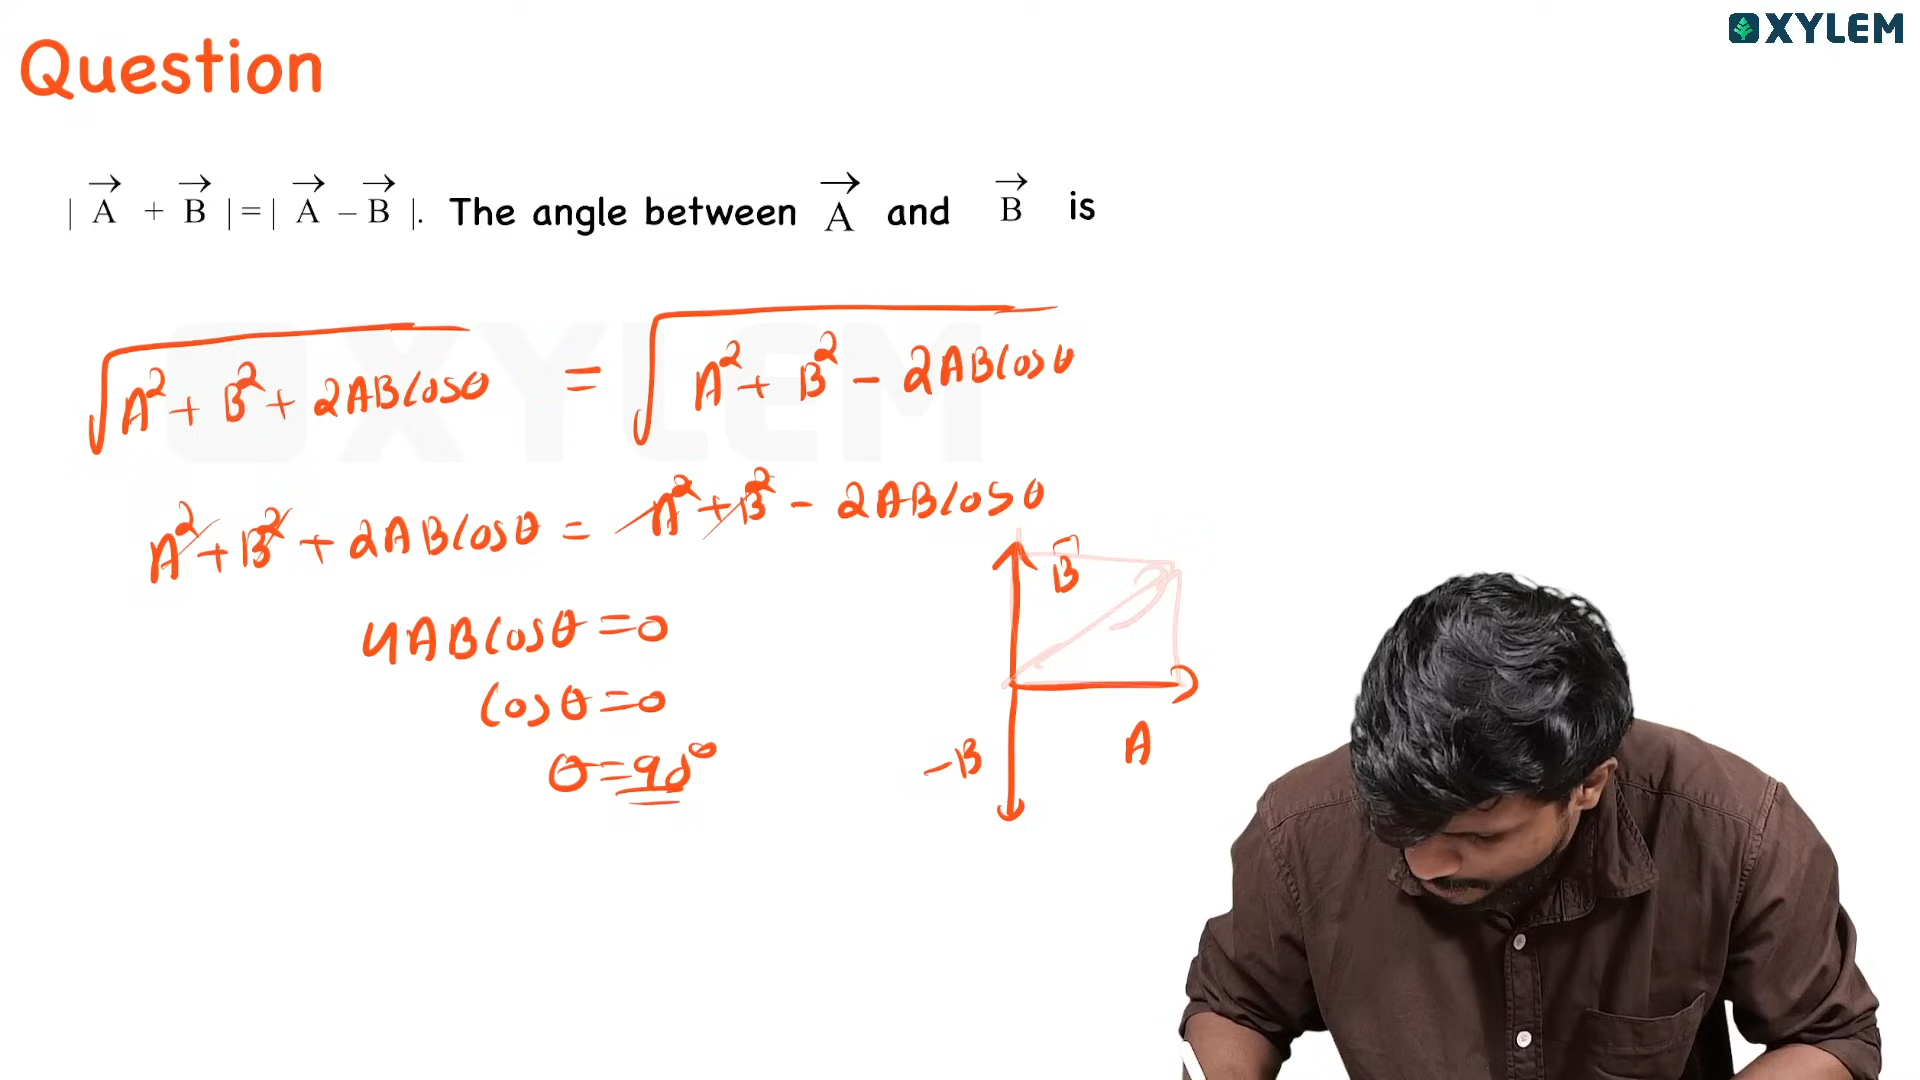 XYLEM
Question
| A⃗ + B⃗ | = | A⃗ – B⃗ |. The angle between A⃗ and B⃗ is
√(A² + B² + 2ABCosθ) = √(A² + B² - 2ABCosθ)
A² + B² + 2ABCosθ = A² + B² - 2ABCosθ
B⃗
4ABCosθ = 0
Cosθ = 0
θ = 90°
-B
A
XYLEM